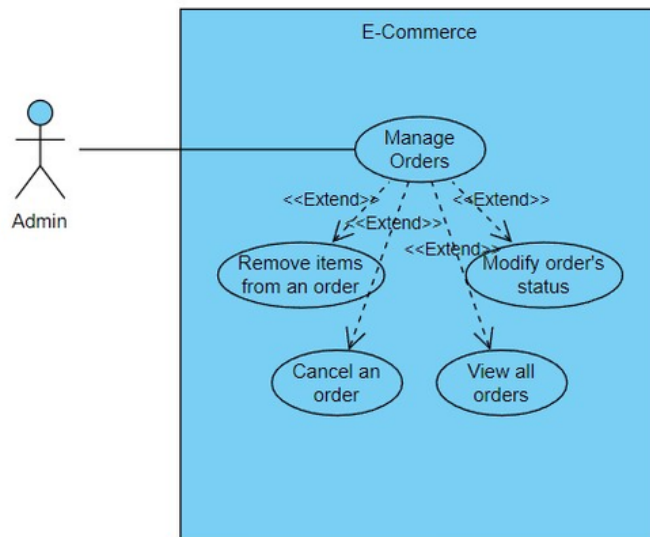 E-Commerce
Admin
Manage
Orders
<<Extend>>
<<Extend>>
<<Extend>>
<<Extend>>
Remove items
from an order
Modify order's
status
Cancel an
order
View all
orders